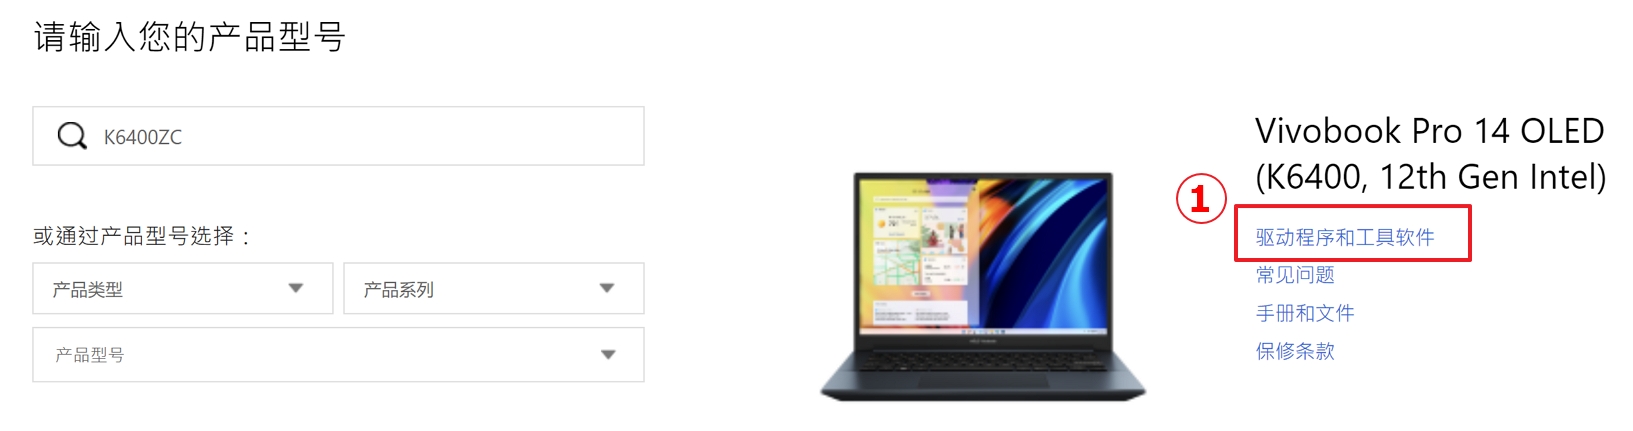 请输入您的产品型号
K6400ZC
或通过产品型号选择：
产品类型
产品系列
产品型号
Vivobook Pro 14 OLED
(K6400, 12th Gen Intel)
1
驱动程序和工具软件
常见问题
手册和文件
保修条款